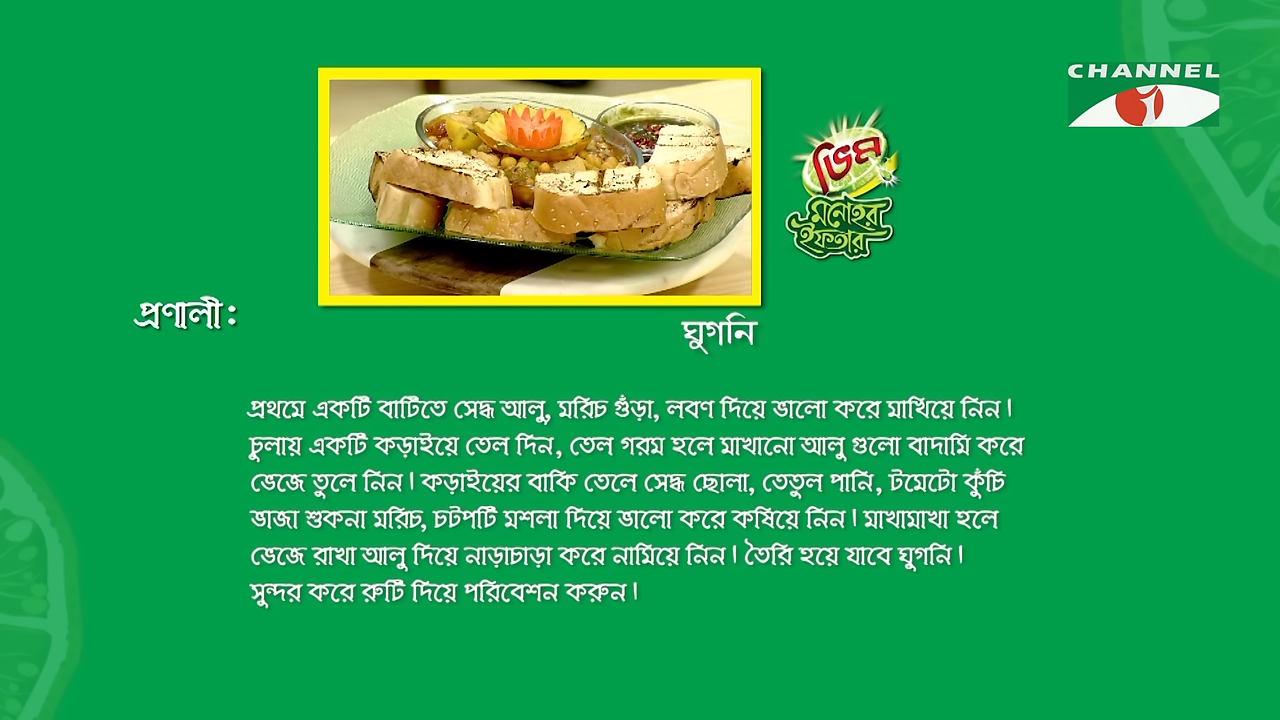 CHANNEL
ভিম
মনোহর
ইফতার
প্রণালী:
ঘুগনি
প্রথমে একটি বাটিতে সেদ্ধ আলু, মরিচ গুঁড়া, লবণ দিয়ে ভালো করে মাখিয়ে নিন।
চুলায় একটি কড়াইয়ে তেল দিন, তেল গরম হলে মাখানো আলু গুলো বাদামি করে
ভেজে তুলে নিন। কড়াইয়ের বাকি তেলে সেদ্ধ ছোলা, তেতুল পানি, টমেটো কুঁচি
ভাজা শুকনা মরিচ, চটপটি মশলা দিয়ে ভালো করে কষিয়ে নিন। মাখামাখা হলে
ভেজে রাখা আলু দিয়ে নাড়াচাড়া করে নামিয়ে নিন। তৈরি হয়ে যাবে ঘুগনি।
সুন্দর করে রুটি দিয়ে পরিবেশন করুন।